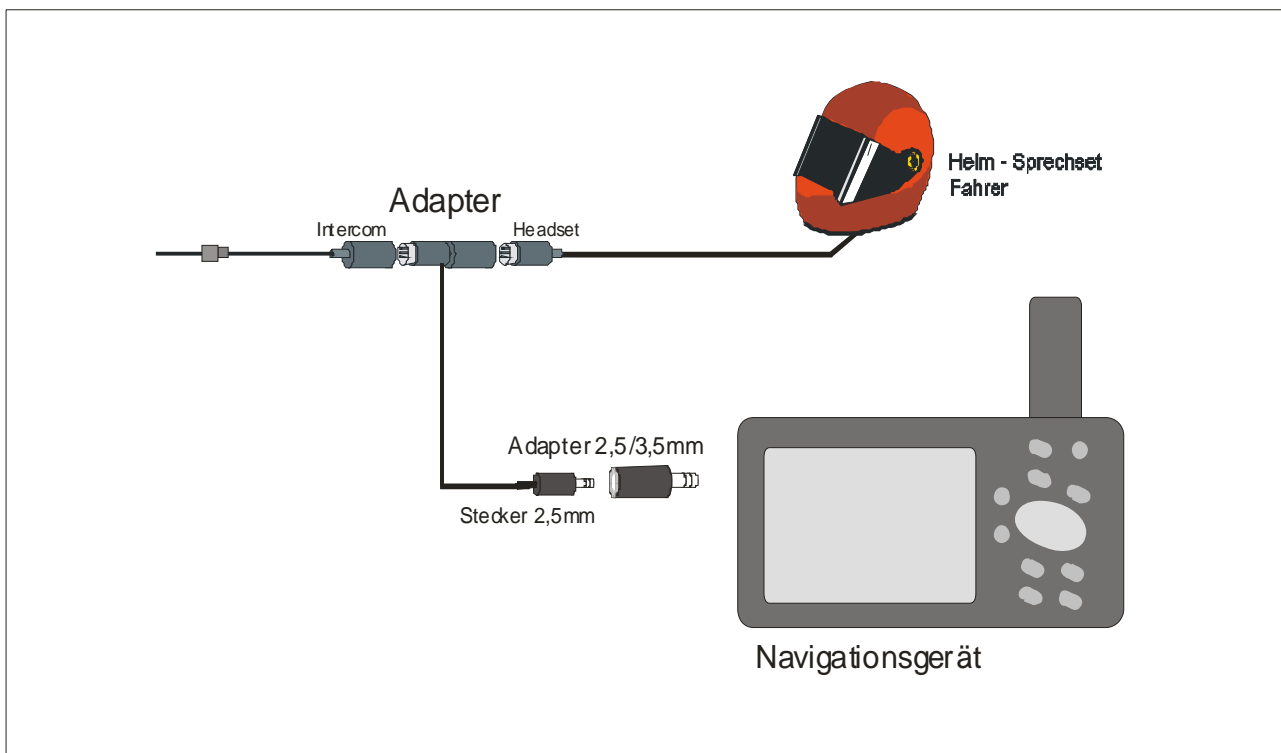 Helm - Sprechset
Fahrer
Adapter
Intercom
Headset
Adapter 2,5/3,5mm
Stecker 2,5mm
Navigationsgerät